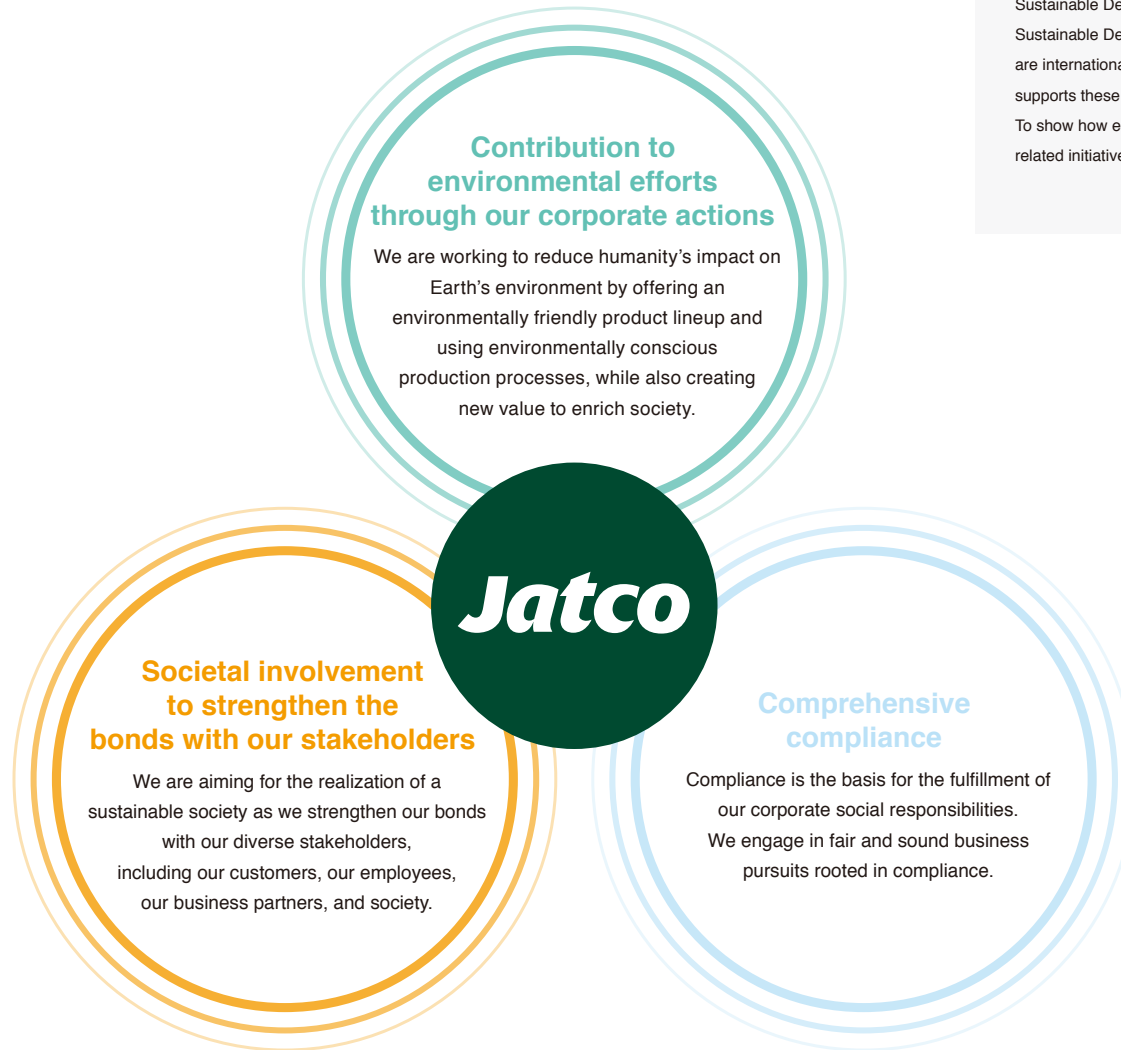 Sustainable De
Sustainable De
are internationa
supports these
To show how e
related initiative
Contribution to
environmental efforts
through our corporate actions
We are working to reduce humanity’s impact on
Earth’s environment by offering an
environmentally friendly product lineup and
using environmentally conscious
production processes, while also creating
new value to enrich society.
Jatco
Societal involvement
to strengthen the
bonds with our stakeholders
We are aiming for the realization of a
sustainable society as we strengthen our bonds
with our diverse stakeholders,
including our customers, our employees,
our business partners, and society.
Comprehensive
compliance
Compliance is the basis for the fulfillment of
our corporate social responsibilities.
We engage in fair and sound business
pursuits rooted in compliance.